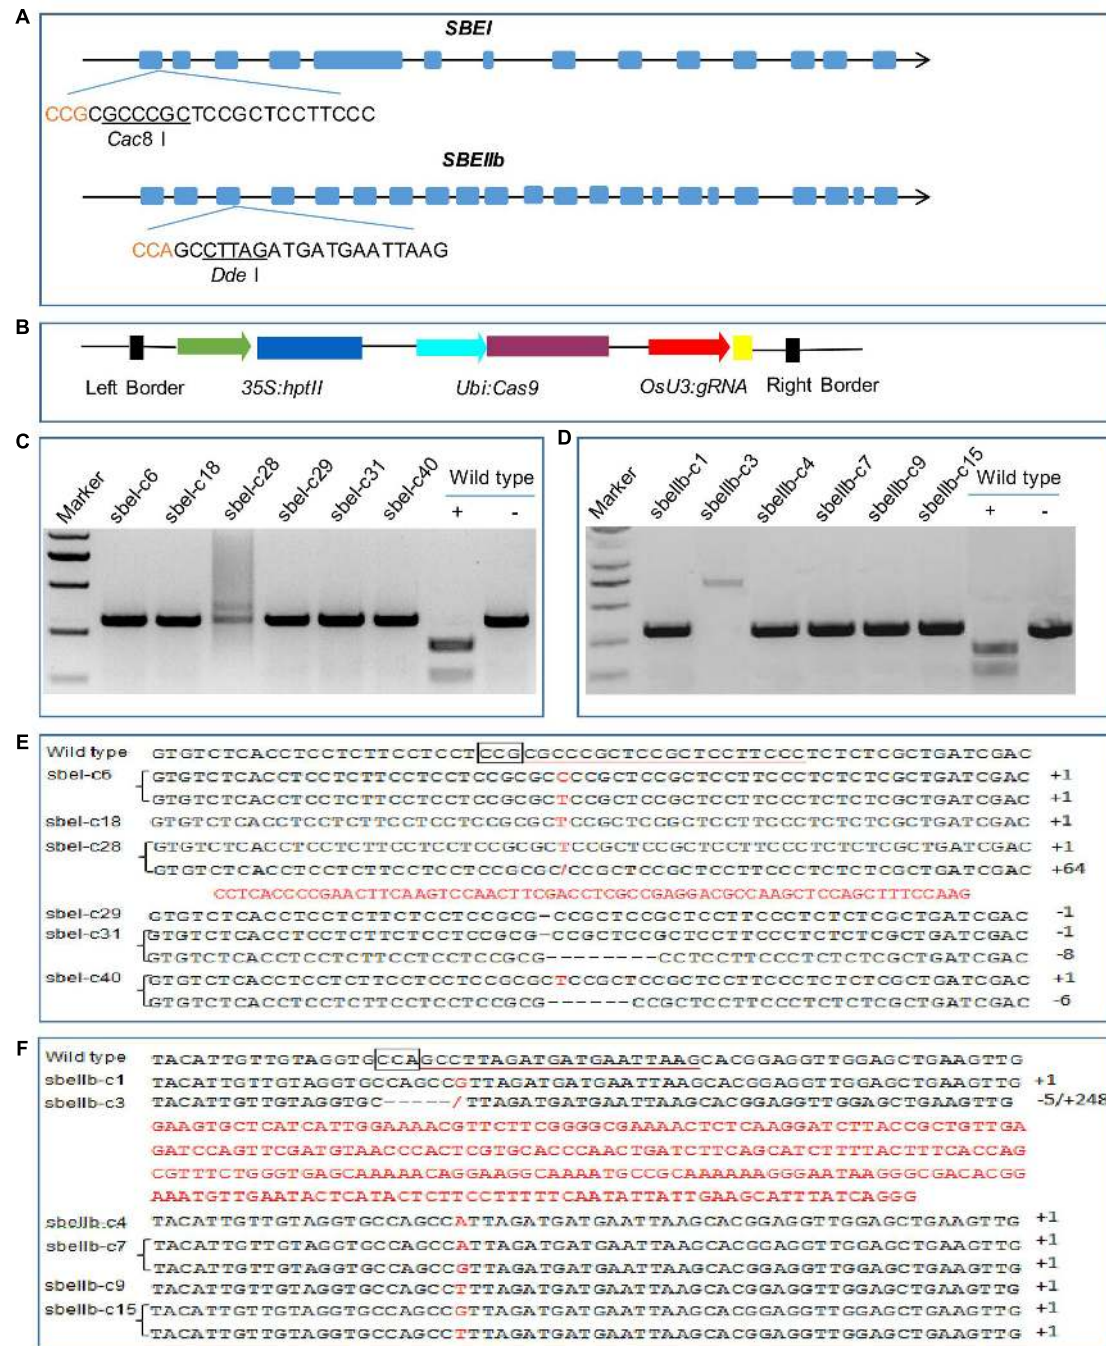 A
SBEI
CCGCGCCCGCTCCGCTCCTTCCC
Cac8 I
SBEIIb
CCAGCCTTAGATGATGAATTAAG
Dde I
B
Left Border 35S:hptII Ubi:Cas9 OsU3:gRNA Right Border
C
Marker sbeI-c6 sbeI-c18 sbeI-c28 sbeI-c29 sbeI-c31 sbeI-c40 Wild type
+ -
D
Marker sbeIIb-c1 sbeIIb-c3 sbeIIb-c4 sbeIIb-c7 sbeIIb-c9 sbeIIb-c15 Wild type
+ -
E
Wild type GTGTCTCACCTCCTCTTCCTCCTCCGCGCCCGCTCCGCTCCTTCCCTCTCTCGCTGATCGAC
sbeI-c6 GTGTCTCACCTCCTCTTCCTCCTCCGCGCCCCGCTCCGCTCCTTCCCTCTCTCGCTGATCGAC +1
GTGTCTCACCTCCTCTTCCTCCTCCGCGCTCCGCTCCGCTCCTTCCCTCTCTCGCTGATCGAC +1
sbeI-c18 GTGTCTCACCTCCTCTTCCTCCTCCGCGCTCCGCTCCGCTCCTTCCCTCTCTCGCTGATCGAC +1
sbeI-c28 GTGTCTCACCTCCTCTTCCTCCTCCGCGCTCCGCTCCGCTCCTTCCCTCTCTCGCTGATCGAC +1
GTGTCTCACCTCCTCTTCCTCCTCCGCGC/CCGCTCCGCTCCTTCCCTCTCTCGCTGATCGAC +64
CCTCACCCCGAACTTCAAGTCCAACTTCGACCTCGCCGAGGACGCCAAGCTCCAGCTTTCCAAG
sbeI-c29 GTGTCTCACCTCCTCTTCTCCTCCGCG-CCGCTCCGCTCCTTCCCTCTCTCGCTGATCGAC -1
sbeI-c31 GTGTCTCACCTCCTCTTCTCCTCCGCG-CCGCTCCGCTCCTTCCCTCTCTCGCTGATCGAC -1
GTGTCTCACCTCCTCTTCCTCCTCCGCG--------CCTCCTTCCCTCTCTCGCTGATCGAC -8
sbeI-c40 GTGTCTCACCTCCTCTTCCTCCTCCGCGCTCCGCTCCGCTCCTTCCCTCTCTCGCTGATCGAC +1
GTGTCTCACCTCCTCTTCCTCCTCCGCG------CCGCTCCTTCCCTCTCTCGCTGATCGAC -6
F
Wild type TACATTGTTGTAGGTGCCAGCCTTAGATGATGAATTAAGCACGGAGGTTGGAGCTGAAGTTG
sbeIIb-c1 TACATTGTTGTAGGTGCCAGCCGTTAGATGATGAATTAAGCACGGAGGTTGGAGCTGAAGTTG +1
sbeIIb-c3 TACATTGTTGTAGGTGC-----/TTAGATGATGAATTAAGCACGGAGGTTGGAGCTGAAGTTG -5/+248
GAAGTGCTCATCATTGGAAAACGTTCTTCGGGGCGAAAACTCTCAAGGATCTTACCGCTGTTGA
GATCCAGTTCGATGTAACCCACTCGTGCACCCAACTGATCTTCAGCATCTTTTACTTTCACCAG
CGTTTCTGGGTGAGCAAAAACAGGAAGGCAAAATGCCGCAAAAAAGGGAATAAGGGCGACACGG
AAATGTTGAATACTCATACTCTTCCTTTTTCAATATTATTGAAGCATTTATCAGGG
sbeIIb-c4 TACATTGTTGTAGGTGCCAGCCATTAGATGATGAATTAAGCACGGAGGTTGGAGCTGAAGTTG +1
sbeIIb-c7 TACATTGTTGTAGGTGCCAGCCATTAGATGATGAATTAAGCACGGAGGTTGGAGCTGAAGTTG +1
TACATTGTTGTAGGTGCCAGCCGTTAGATGATGAATTAAGCACGGAGGTTGGAGCTGAAGTTG +1
sbeIIb-c9 TACATTGTTGTAGGTGCCAGCCTTTAGATGATGAATTAAGCACGGAGGTTGGAGCTGAAGTTG +1
sbeIIb-c15 TACATTGTTGTAGGTGCCAGCCGTTAGATGATGAATTAAGCACGGAGGTTGGAGCTGAAGTTG +1
TACATTGTTGTAGGTGCCAGCCTTTAGATGATGAATTAAGCACGGAGGTTGGAGCTGAAGTTG +1